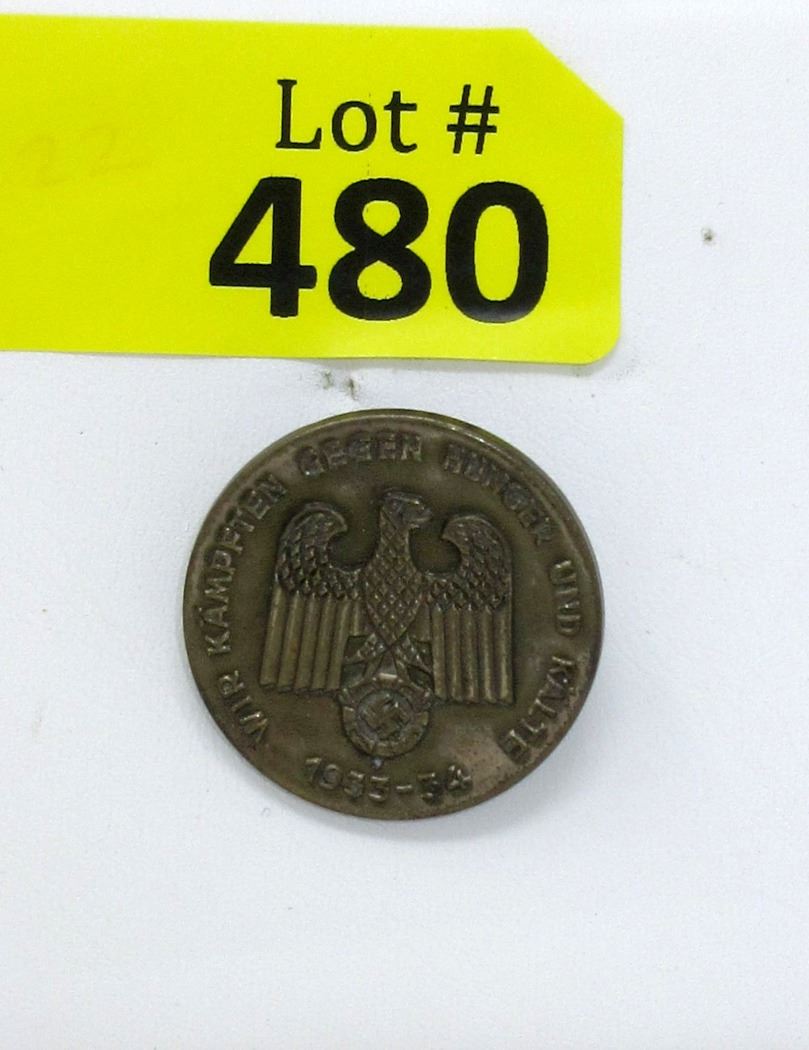 Lot #
480
WIR KÄMPFTEN GEGEN HUNGER UND KÄLTE
1933-34